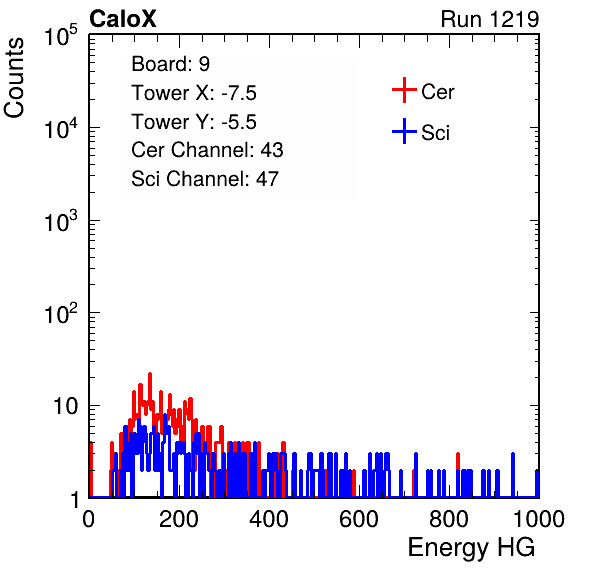 CaloX Run 1219
Counts
Board: 9
Tower X: -7.5
Tower Y: -5.5
Cer Channel: 43
Sci Channel: 47
Cer
Sci
10^5
10^4
10^3
10^2
10
1
0 200 400 600 800 1000
Energy HG